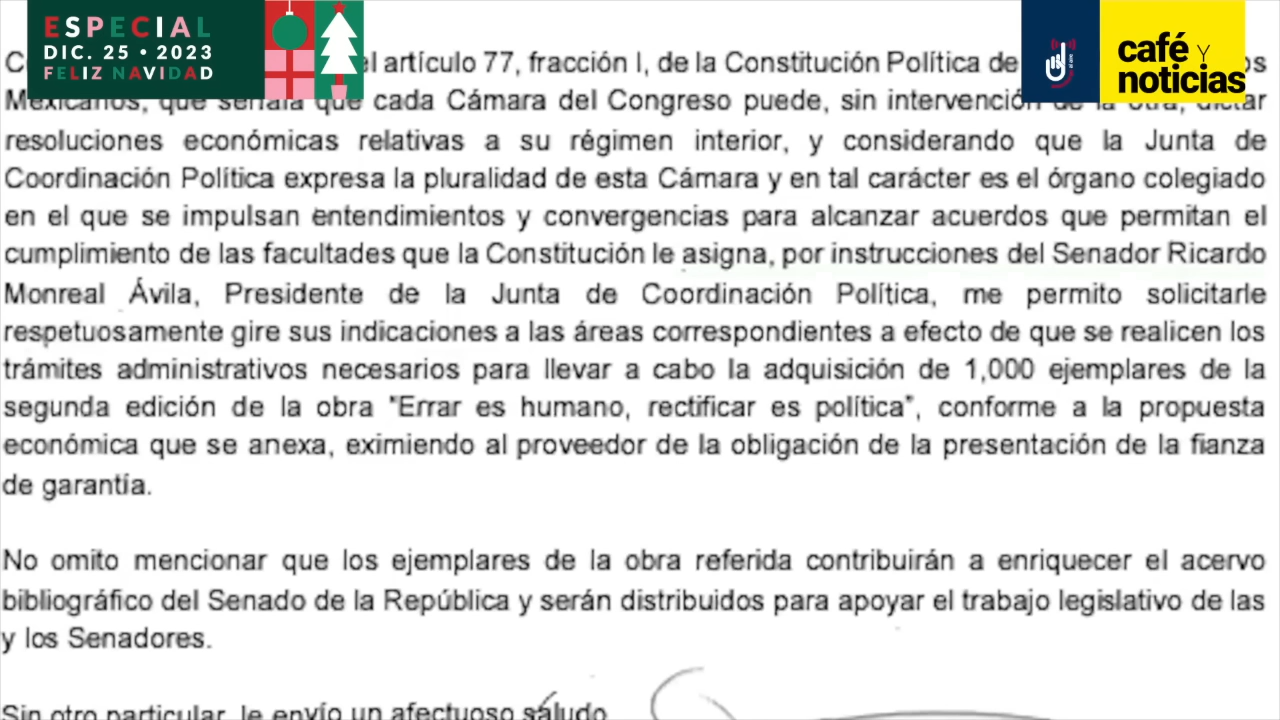 ESPECIAL
DIC. 25 • 2023
FELIZ NAVIDAD
café Y
noticias
C el artículo 77, fracción I, de la Constitución Política de os
Mexicanos, que señala que cada Cámara del Congreso puede, sin intervención de la otra, dictar
resoluciones económicas relativas a su régimen interior, y considerando que la Junta de
Coordinación Política expresa la pluralidad de esta Cámara y en tal carácter es el órgano colegiado
en el que se impulsan entendimientos y convergencias para alcanzar acuerdos que permitan el
cumplimiento de las facultades que la Constitución le asigna, por instrucciones del Senador Ricardo
Monreal Ávila, Presidente de la Junta de Coordinación Política, me permito solicitarle
respetuosamente gire sus indicaciones a las áreas correspondientes a efecto de que se realicen los
trámites administrativos necesarios para llevar a cabo la adquisición de 1,000 ejemplares de la
segunda edición de la obra "Errar es humano, rectificar es política", conforme a la propuesta
económica que se anexa, eximiendo al proveedor de la obligación de la presentación de la fianza
de garantía.
No omito mencionar que los ejemplares de la obra referida contribuirán a enriquecer el acervo
bibliográfico del Senado de la República y serán distribuidos para apoyar el trabajo legislativo de las
y los Senadores.
Sin otro particular, le envío un afectuoso saludo